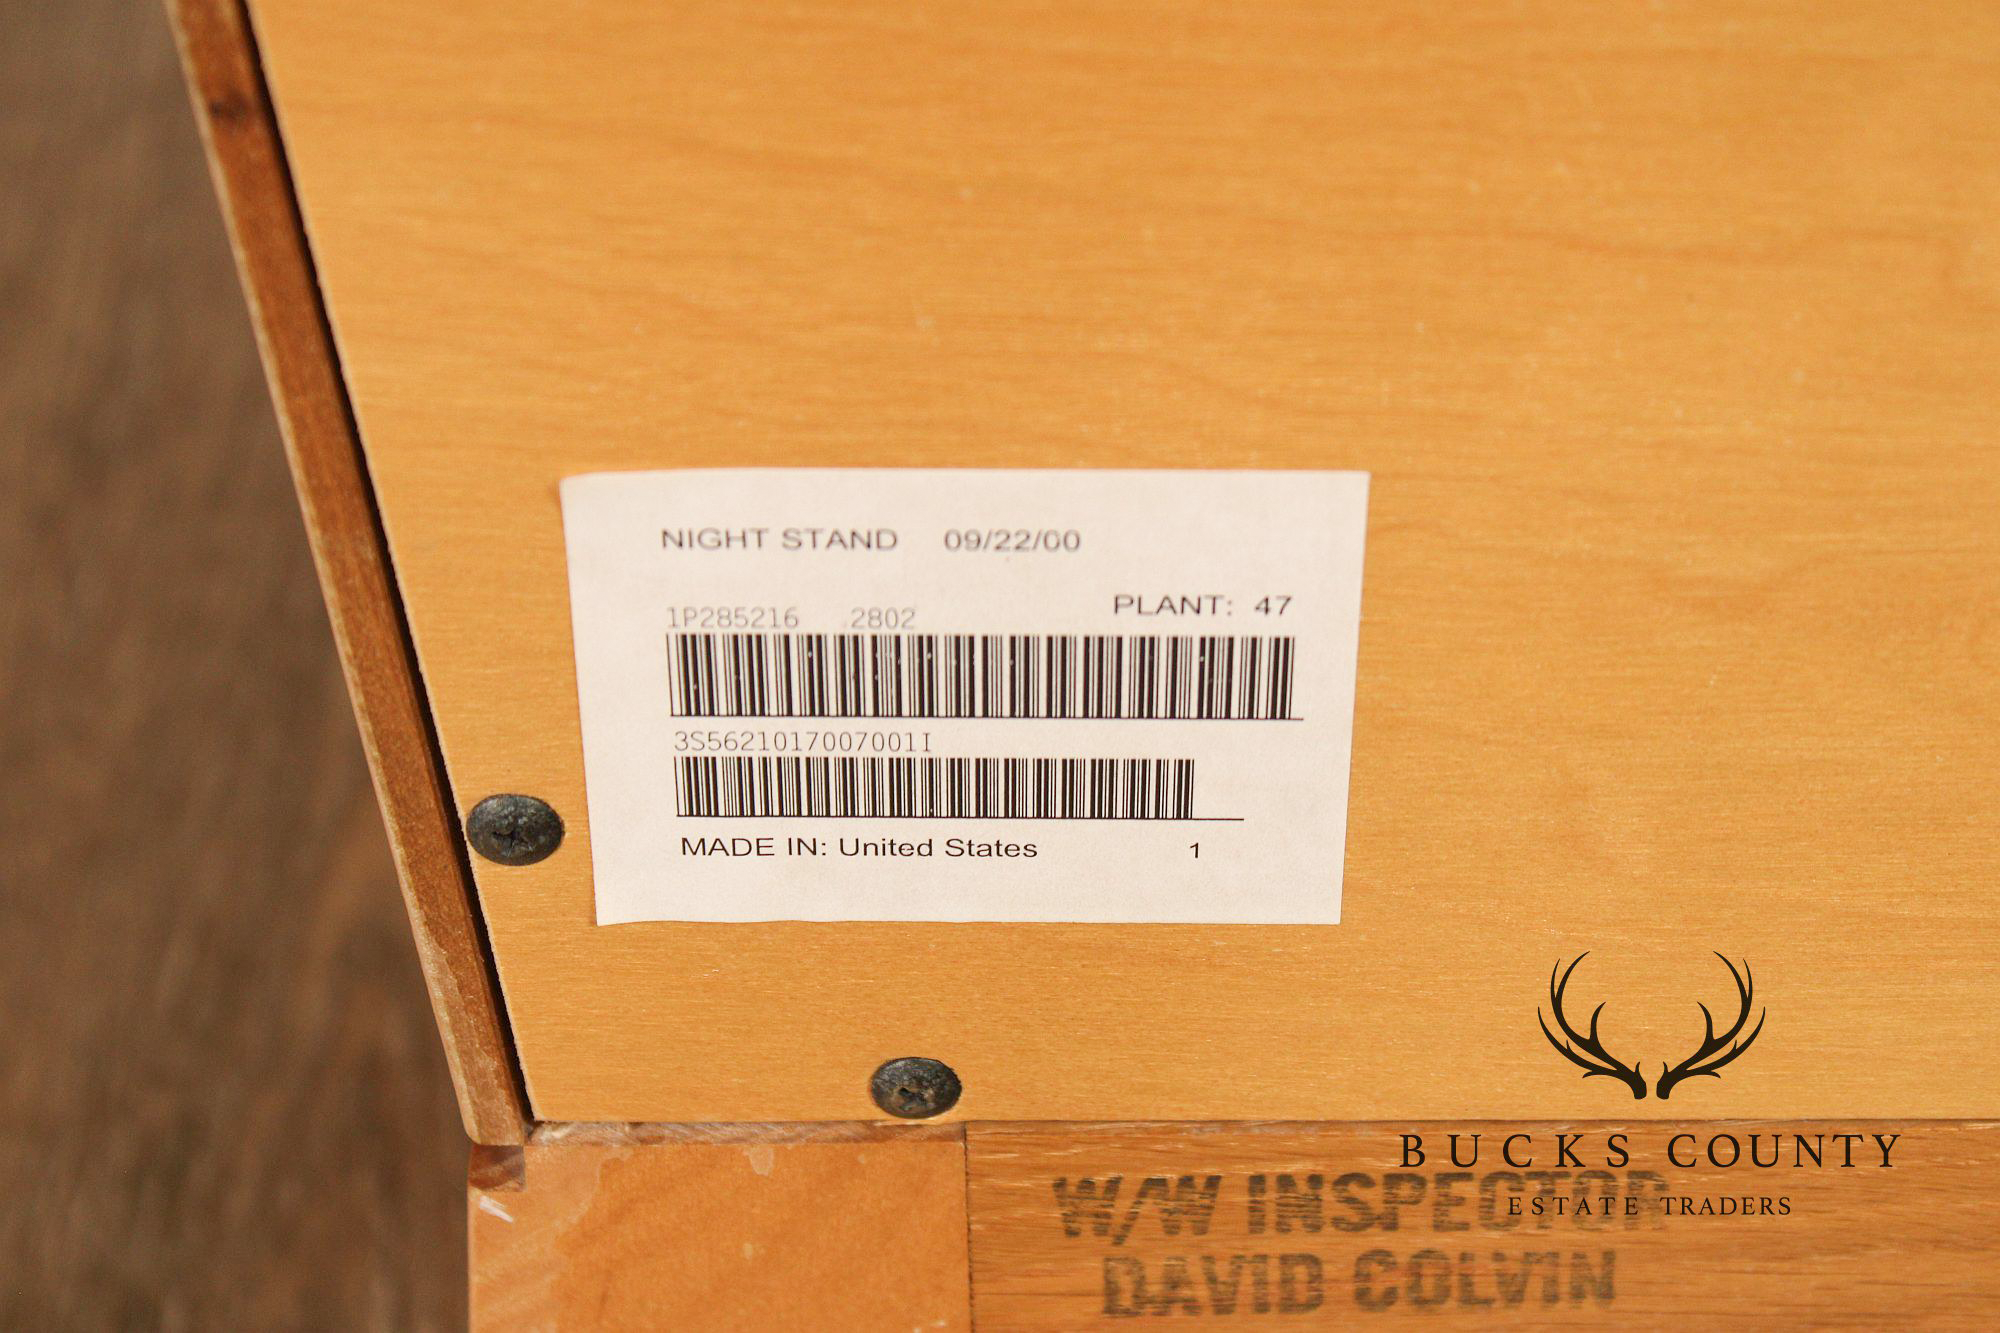 NIGHT STAND 09/22/00
PLANT: 47
1P285216 .2802
3S5621017007001I
MADE IN: United States 1
BUCKS COUNTY
ESTATE TRADERS
W/W INSPECTOR
DAVID COLVIN